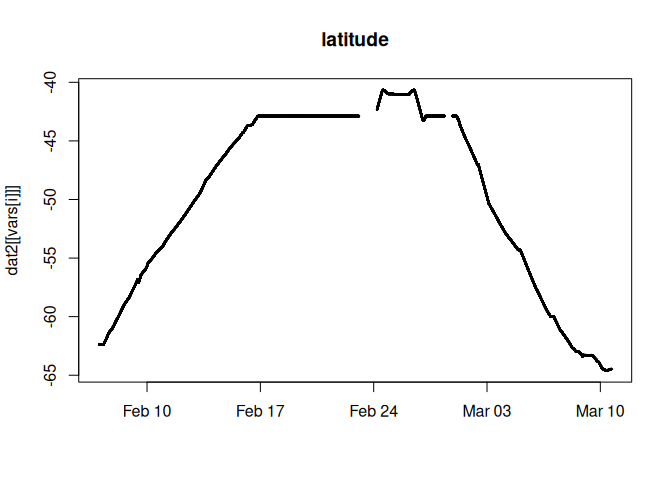 latitude
dat2[[vars[i]]]
-40
-45
-50
-55
-60
-65
Feb 10
Feb 17
Feb 24
Mar 03
Mar 10